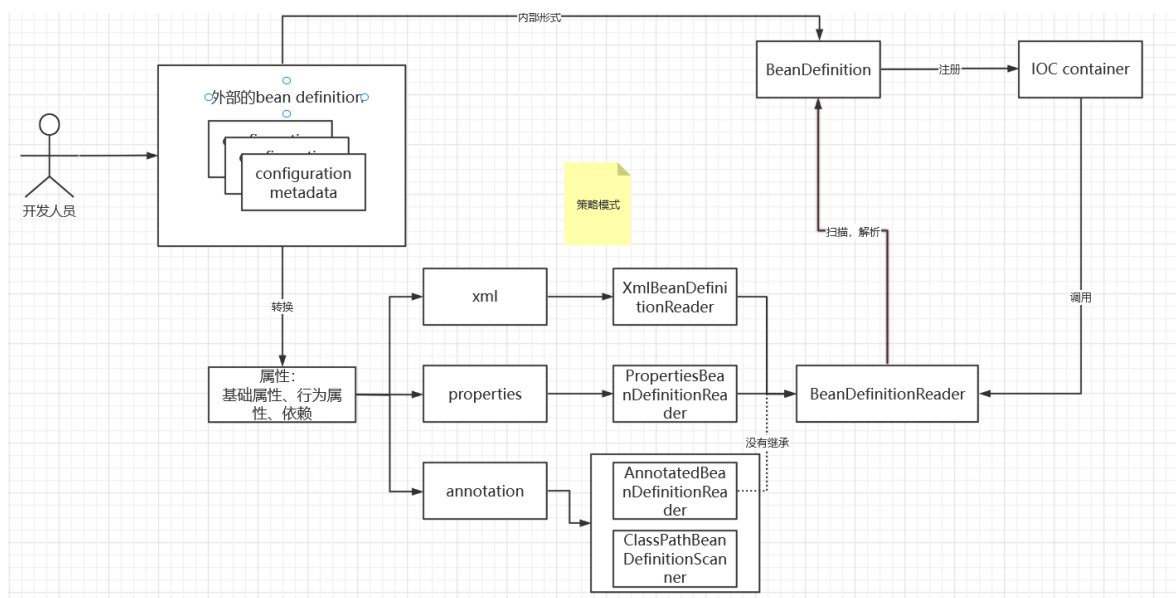 内部形式
BeanDefinition
注册
IOC container
外部的bean definition
configuration
metadata
开发人员
策略模式
扫描，解析
调用
转换
xml
XmlBeanDefini
tionReader
属性：
基础属性、行为属
性、依赖
properties
PropertiesBea
nDefinitionRea
der
BeanDefinitionReader
没有继承
annotation
AnnotatedBea
nDefinitionRea
der
ClassPathBean
DefinitionScan
ner